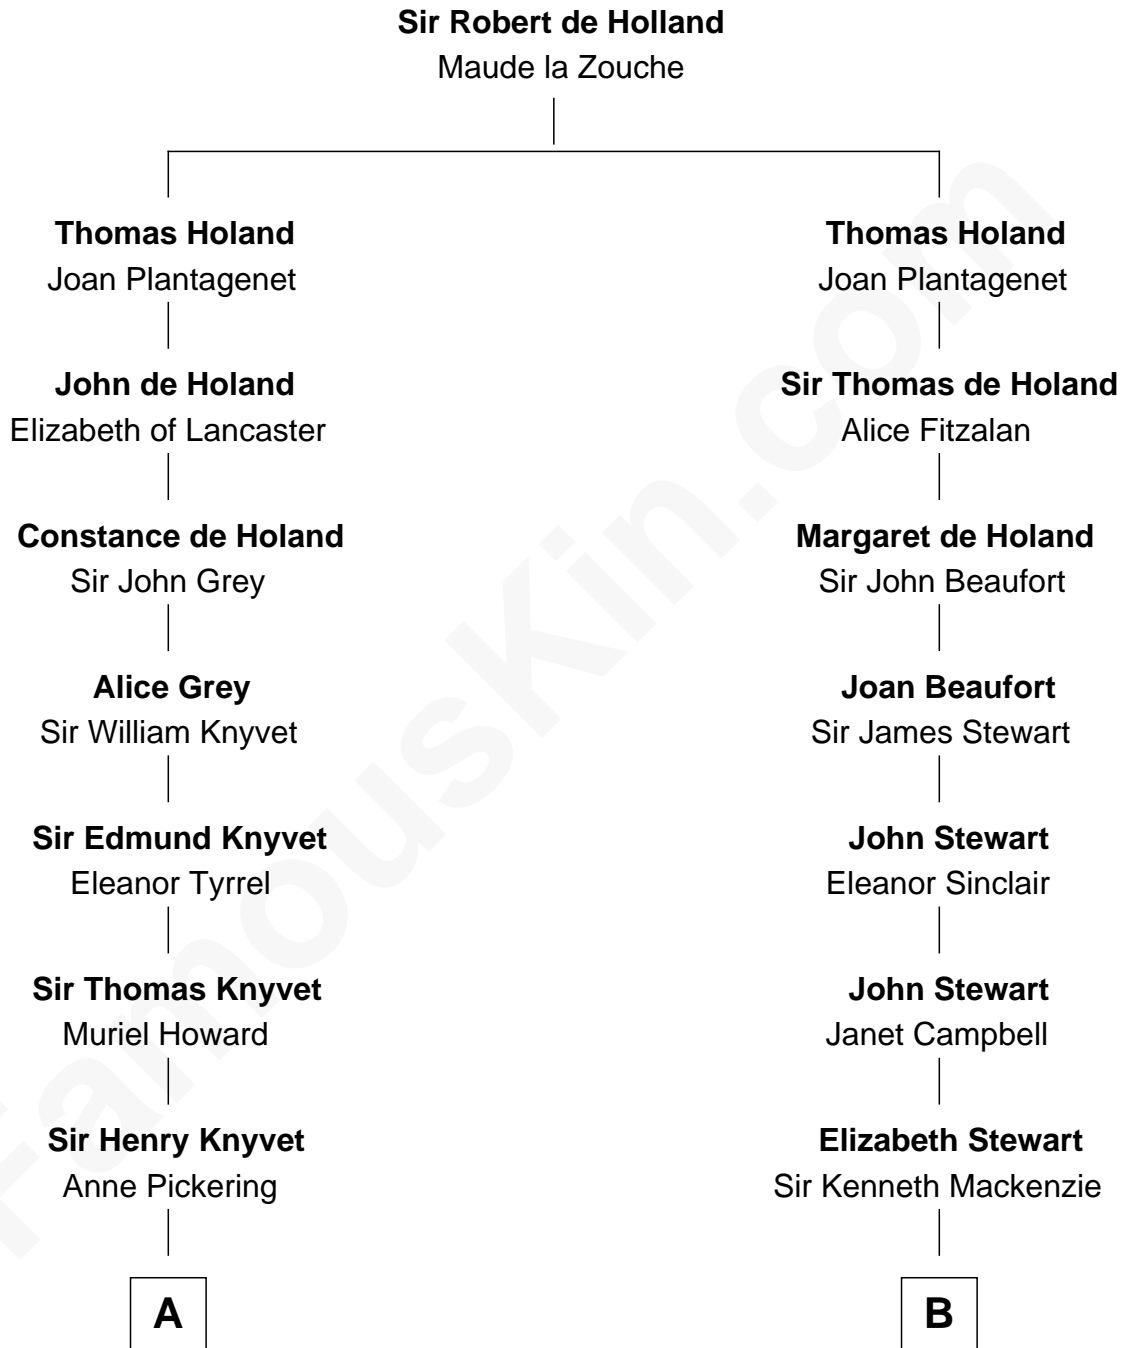 Sir Robert de Holland
Maude la Zouche
Thomas Holand
Joan Plantagenet
Thomas Holand
Joan Plantagenet
John de Holand
Elizabeth of Lancaster
Sir Thomas de Holand
Alice Fitzalan
Constance de Holand
Sir John Grey
Margaret de Holand
Sir John Beaufort
Alice Grey
Sir William Knyvet
Joan Beaufort
Sir James Stewart
Sir Edmund Knyvet
Eleanor Tyrrel
John Stewart
Eleanor Sinclair
Sir Thomas Knyvet
Muriel Howard
John Stewart
Janet Campbell
Sir Henry Knyvet
Anne Pickering
Elizabeth Stewart
Sir Kenneth Mackenzie
A
B
FamousKin.com